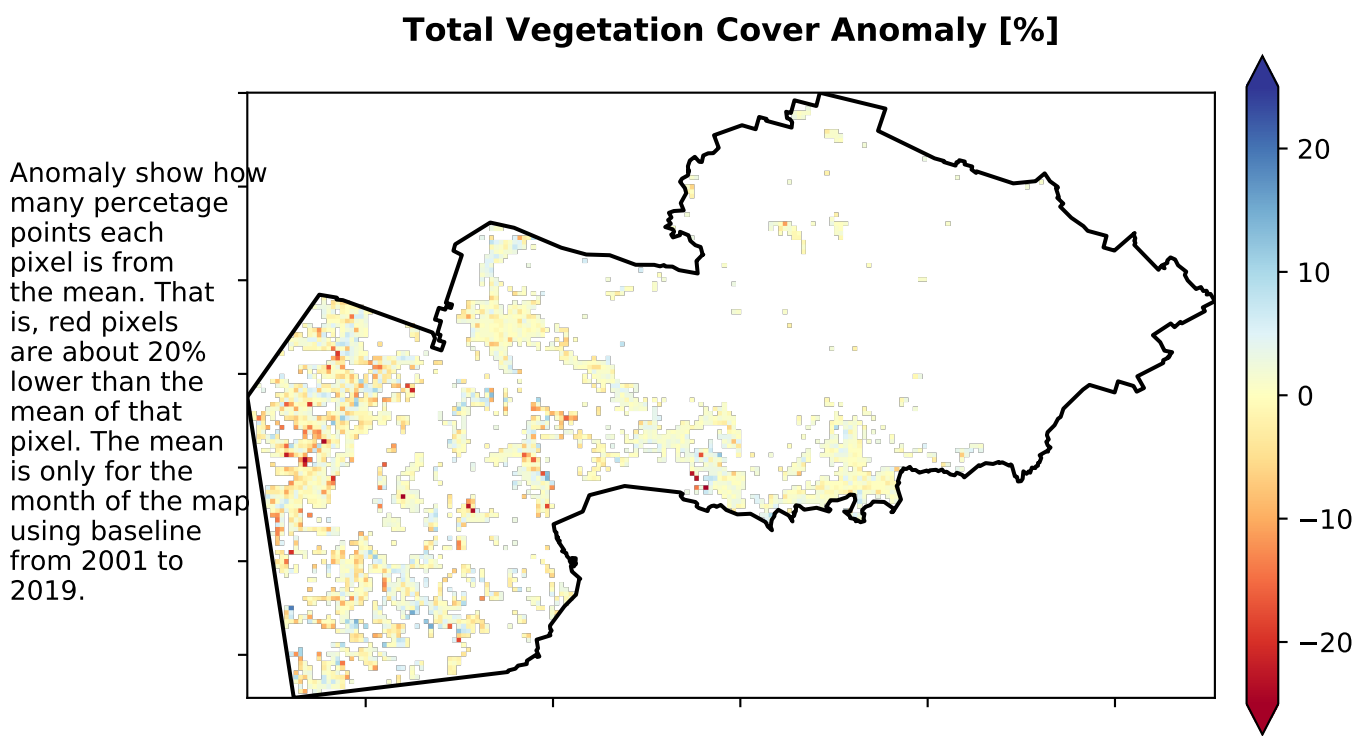 Total Vegetation Cover Anomaly [%]
Anomaly show how
many percetage
points each
pixel is from
the mean. That
is, red pixels
are about 20%
lower than the
mean of that
pixel. The mean
is only for the
month of the map
using baseline
from 2001 to
2019.
20
10
0
−10
−20